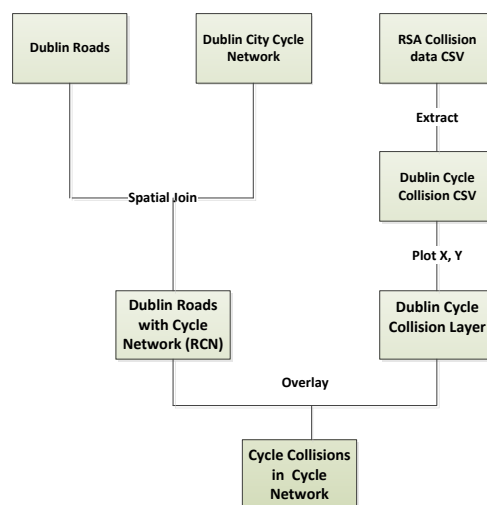 Dublin Roads
Dublin City Cycle
Network
RSA Collision
data CSV
Extract
Dublin Cycle
Collision CSV
Spatial Join
Plot X, Y
Dublin Roads
with Cycle
Network (RCN)
Dublin Cycle
Collision Layer
Overlay
Cycle Collisions
in Cycle
Network